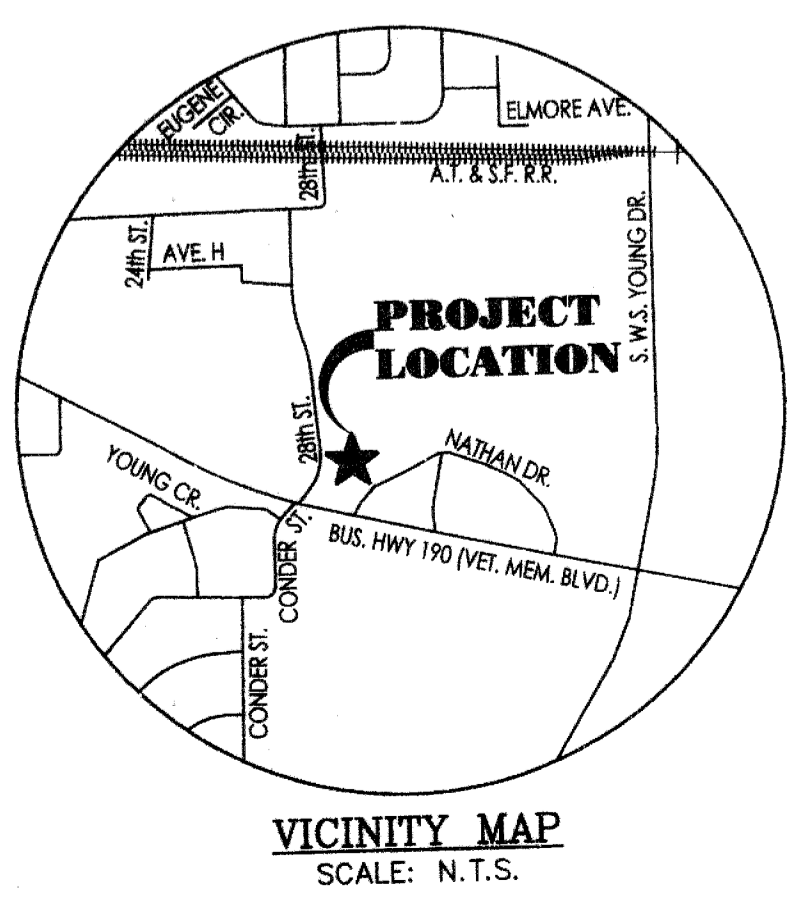 EUGENE
CIR.
ELMORE AVE.
28th ST.
A.T. & S.F. R.R.
24th ST.
AVE. H
S. W.S. YOUNG DR.
PROJECT
LOCATION
28th ST.
NATHAN DR.
YOUNG CR.
CONDER ST.
BUS. HWY 190 (VET. MEM. BLVD.)
CONDER ST.
VICINITY MAP
SCALE: N.T.S.